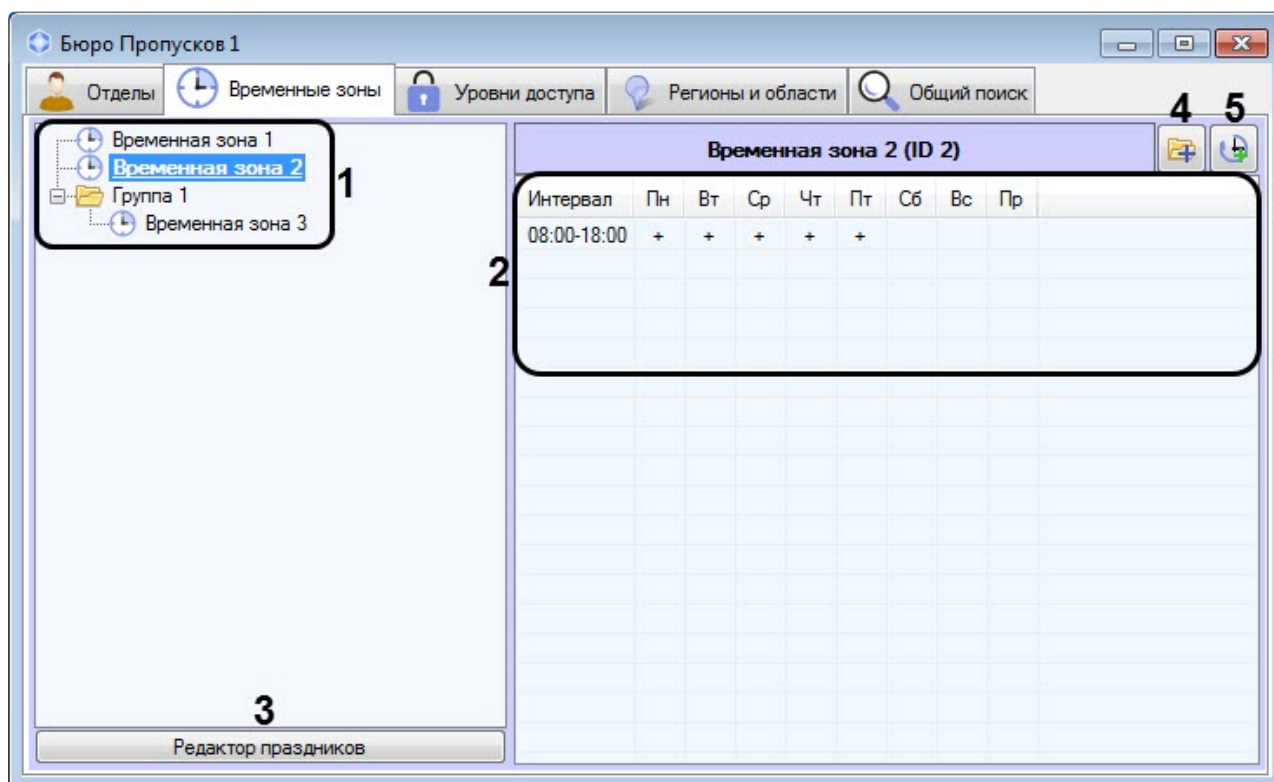 Бюро Пропусков 1
Отделы Временные зоны Уровни доступа Регионы и области Общий поиск
4 5
Временная зона 1
Временная зона 2
Группа 1
Временная зона 3
1
Временная зона 2 (ID 2)
Интервал Пн Вт Ср Чт Пт Сб Вс Пр
08:00-18:00 + + + + +
2
3
Редактор праздников